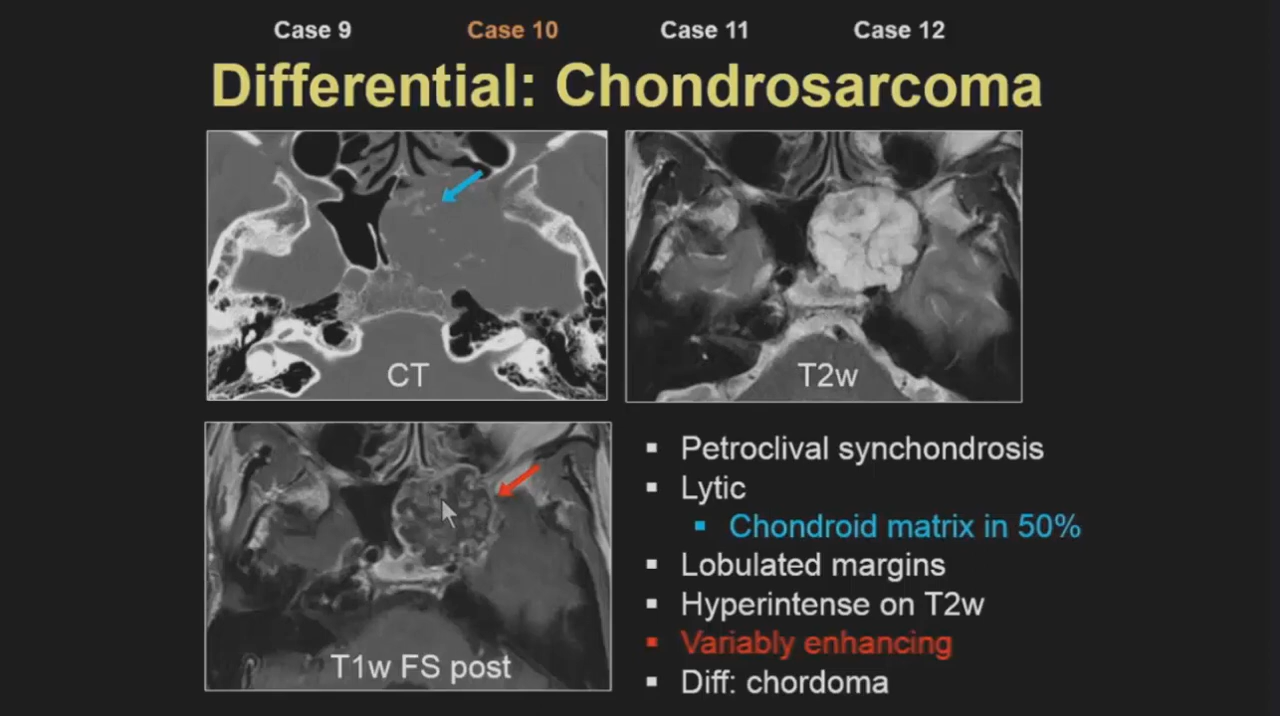 Case 9 Case 10 Case 11 Case 12
Differential: Chondrosarcoma
CT
T2w
T1w FS post
▪ Petroclival synchondrosis
▪ Lytic
▪ Chondroid matrix in 50%
▪ Lobulated margins
▪ Hyperintense on T2w
▪ Variably enhancing
▪ Diff: chordoma